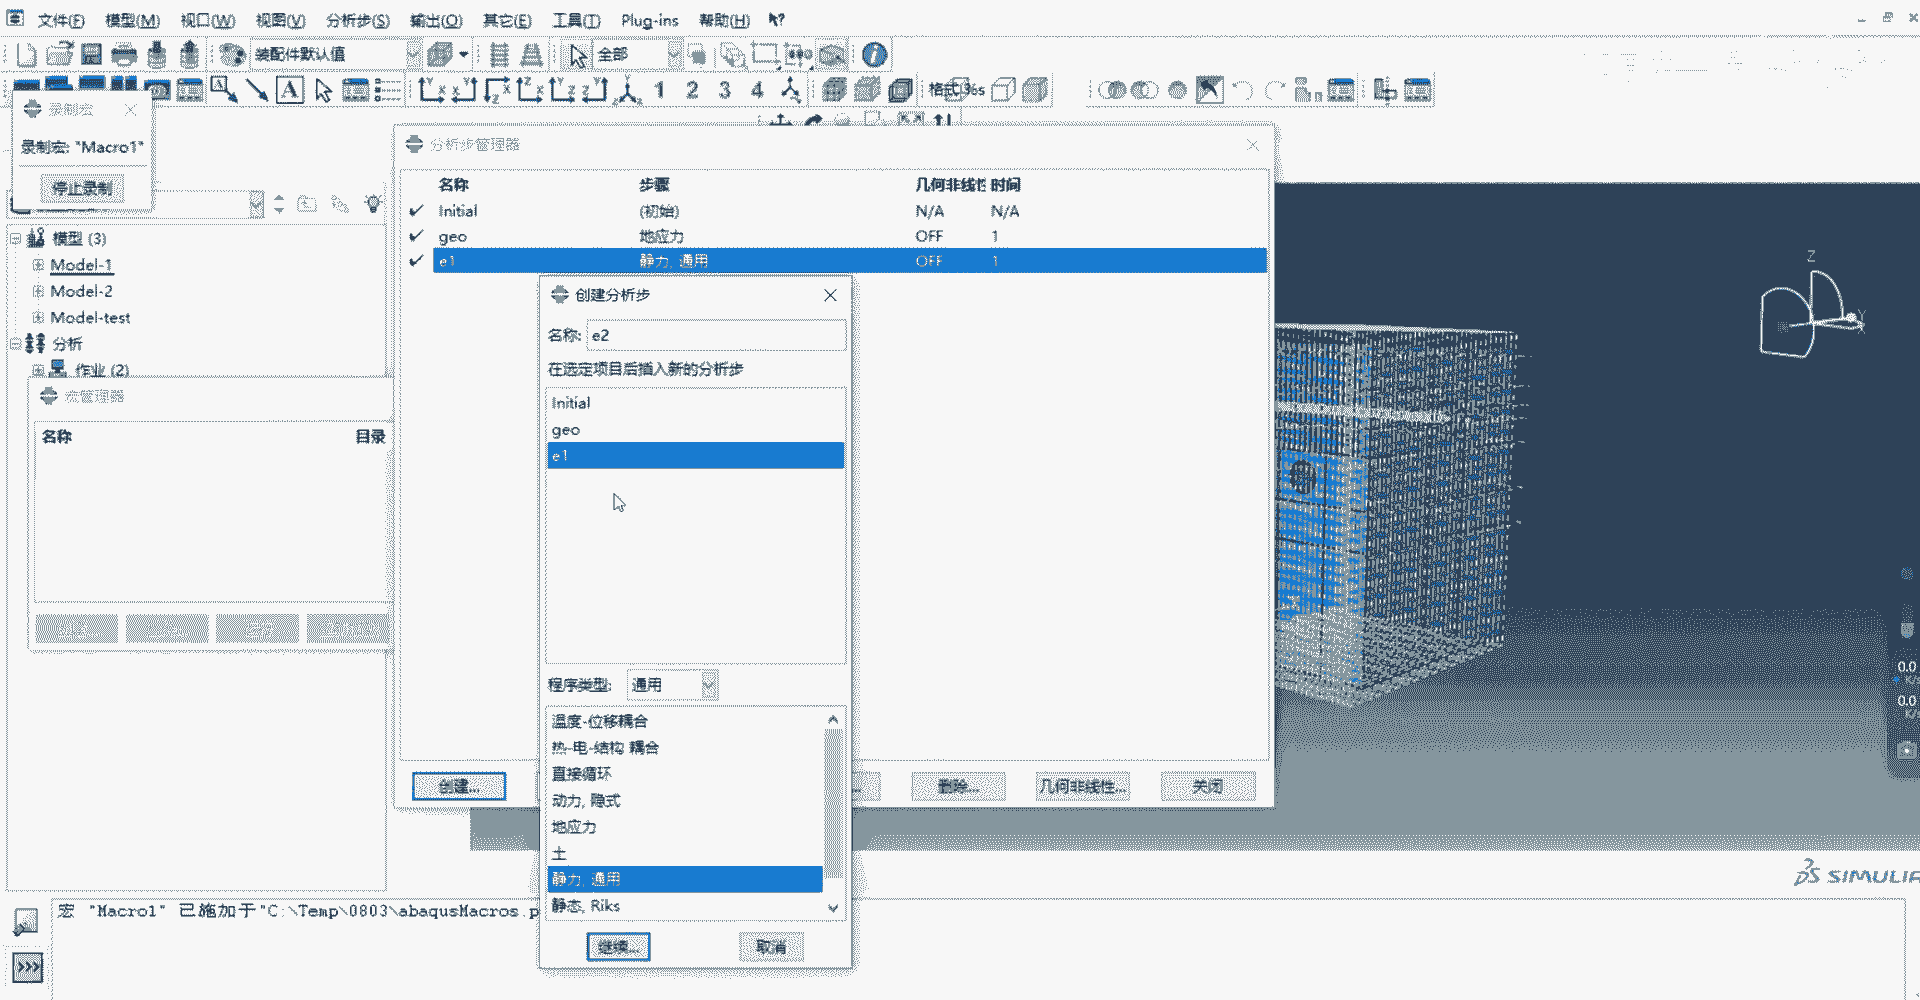 文件(F) 模型(M) 视口(W) 视图(V) 分析步(S) 输出(O) 其它(E) 工具(T) Plug-ins 帮助(H)
装配件默认值
全部
1 2 3 4
录制宏
录制宏: "Macro1"
停止录制
模型 (3)
Model-1
Model-2
Model-test
分析
作业 (2)
宏管理器
名称 目录
分析步管理器
名称 步骤 几何非线性 时间
Initial (初始) N/A N/A
geo 地应力 OFF 1
e1 静力, 通用 OFF 1
创建... 删除... 几何非线性... 关闭
创建分析步
名称: e2
在选定项目后插入新的分析步
Initial
geo
e1
程序类型: 通用
温度-位移耦合
热-电-结构 耦合
直接循环
动力, 隐式
地应力
土
静力, 通用
静态, Riks
继续... 取消
Z
Y
X
0.0
K/s
0.0
K/s
SIMULIA
宏 "Macro1" 已施加于"C:\Temp\0803\abaqusMacros.p
>>>